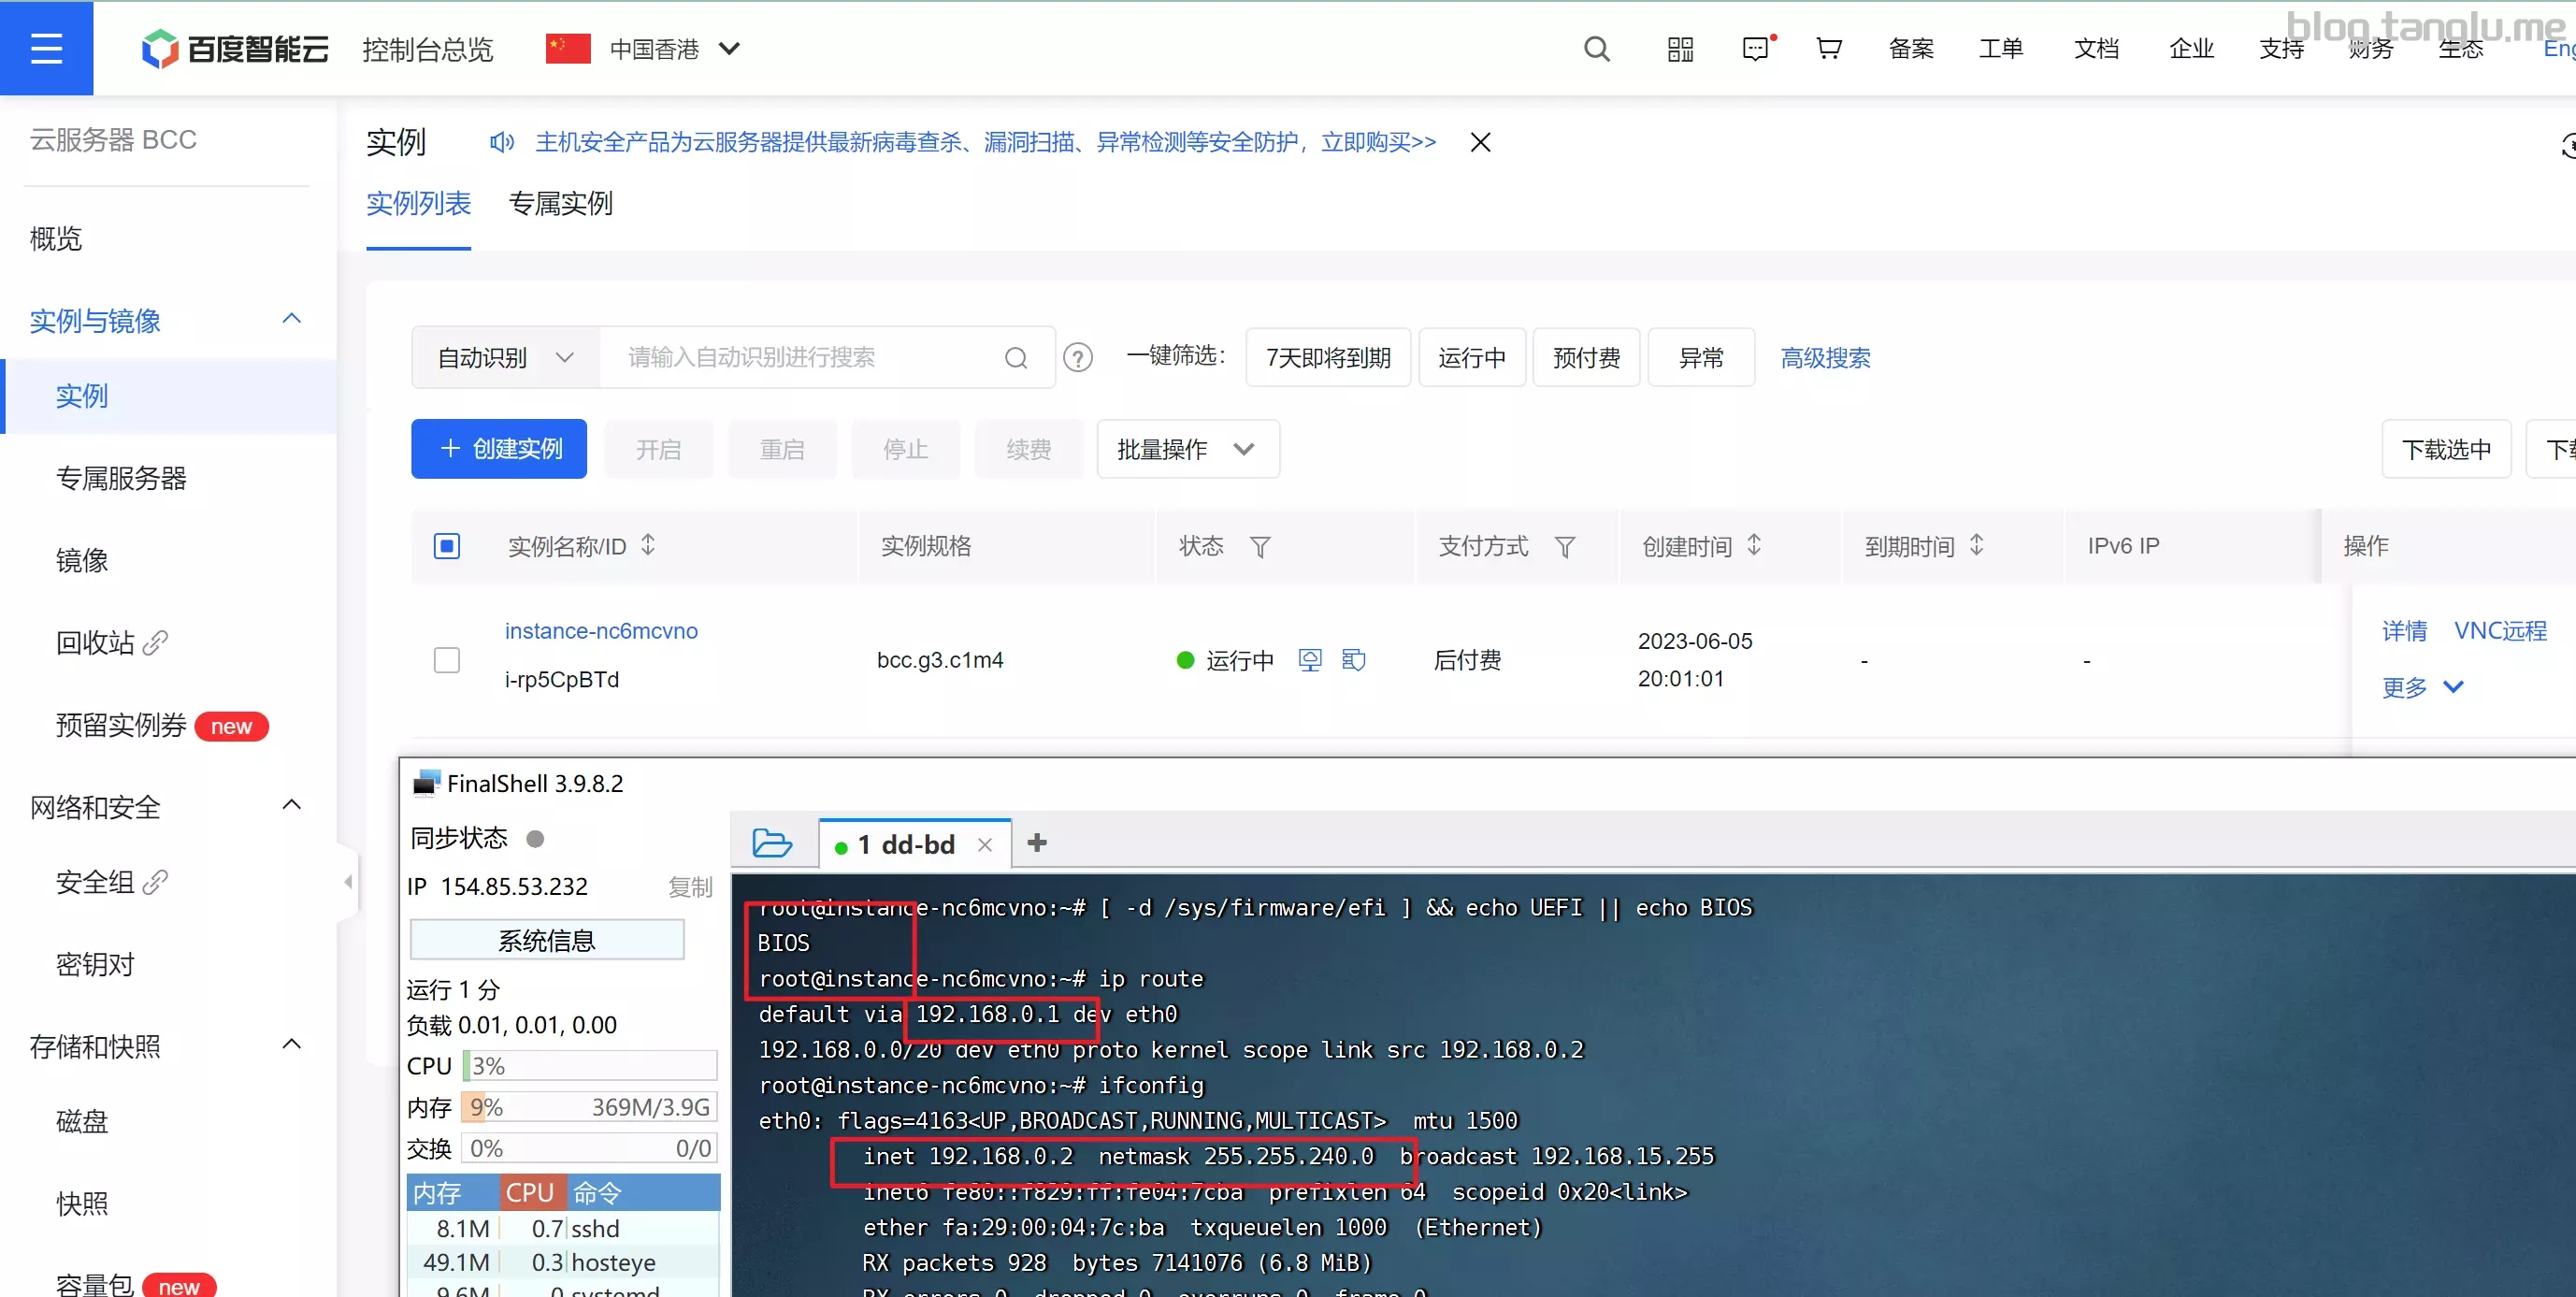 blog.tanglu.me
百度智能云 控制台总览 中国香港 备案 工单 文档 企业 支持 财务 生态
云服务器 BCC
概览
实例与镜像
实例
专属服务器
镜像
回收站
预留实例券 new
网络和安全
安全组
密钥对
存储和快照
磁盘
快照
容量包 new
实例 主机安全产品为云服务器提供最新病毒查杀、漏洞扫描、异常检测等安全防护，立即购买>>
实例列表 专属实例
自动识别 请输入自动识别进行搜索 一键筛选： 7天即将到期 运行中 预付费 异常 高级搜索
+ 创建实例 开启 重启 停止 续费 批量操作 下载选中
实例名称/ID 实例规格 状态 支付方式 创建时间 到期时间 IPv6 IP 操作
instance-nc6mcvno
i-rp5CpBTd
bcc.g3.c1m4 运行中 后付费
2023-06-05
20:01:01
- -
详情 VNC远程
更多
FinalShell 3.9.8.2
同步状态
IP 154.85.53.232 复制
系统信息
运行 1 分
负载 0.01, 0.01, 0.00
CPU 3%
内存 9% 369M/3.9G
交换 0% 0/0
内存 CPU 命令
8.1M 0.7 sshd
49.1M 0.3 hosteye
9.6M 0 systemd
1 dd-bd
root@instance-nc6mcvno:~# [ -d /sys/firmware/efi ] && echo UEFI || echo BIOS
BIOS
root@instance-nc6mcvno:~# ip route
default via 192.168.0.1 dev eth0
192.168.0.0/20 dev eth0 proto kernel scope link src 192.168.0.2
root@instance-nc6mcvno:~# ifconfig
eth0: flags=4163<UP,BROADCAST,RUNNING,MULTICAST> mtu 1500
inet 192.168.0.2 netmask 255.255.240.0 broadcast 192.168.15.255
inet6 fe80::f829:ff:fe04:7cba prefixlen 64 scopeid 0x20<link>
ether fa:29:00:04:7c:ba txqueuelen 1000 (Ethernet)
RX packets 928 bytes 7141076 (6.8 MiB)
RX errors 0 dropped 0 overruns 0 frame 0